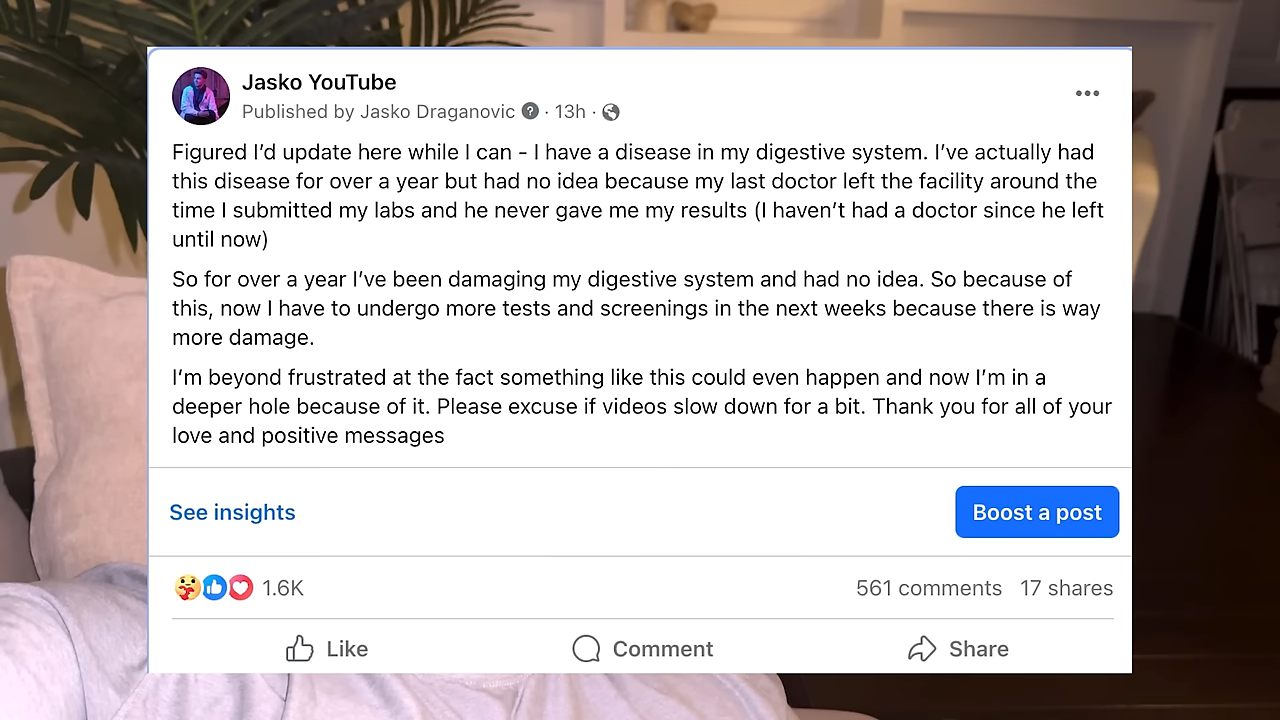 Jasko YouTube
Published by Jasko Draganovic · 13h ·
Figured I’d update here while I can - I have a disease in my digestive system. I’ve actually had
this disease for over a year but had no idea because my last doctor left the facility around the
time I submitted my labs and he never gave me my results (I haven’t had a doctor since he left
until now)
So for over a year I’ve been damaging my digestive system and had no idea. So because of
this, now I have to undergo more tests and screenings in the next weeks because there is way
more damage.
I’m beyond frustrated at the fact something like this could even happen and now I’m in a
deeper hole because of it. Please excuse if videos slow down for a bit. Thank you for all of your
love and positive messages
See insights
Boost a post
1.6K
561 comments 17 shares
Like
Comment
Share